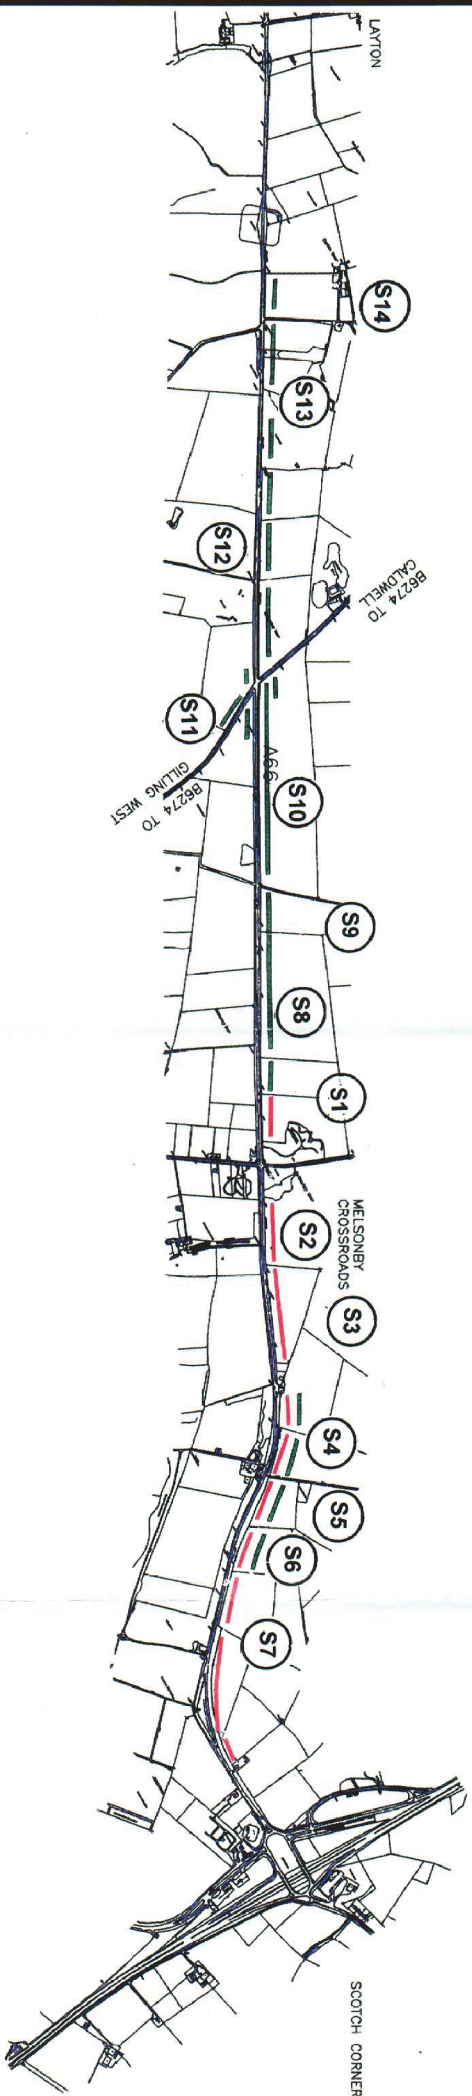 LAYTON
S14
S13
S12
B6274 TO
CALDWELL
S11
B6274 TO
GILLING WEST
A66
S10
S9
S8
S1
MELSONBY
CROSSROADS
S2
S3
S4
S5
S6
S7
SCOTCH CORNER